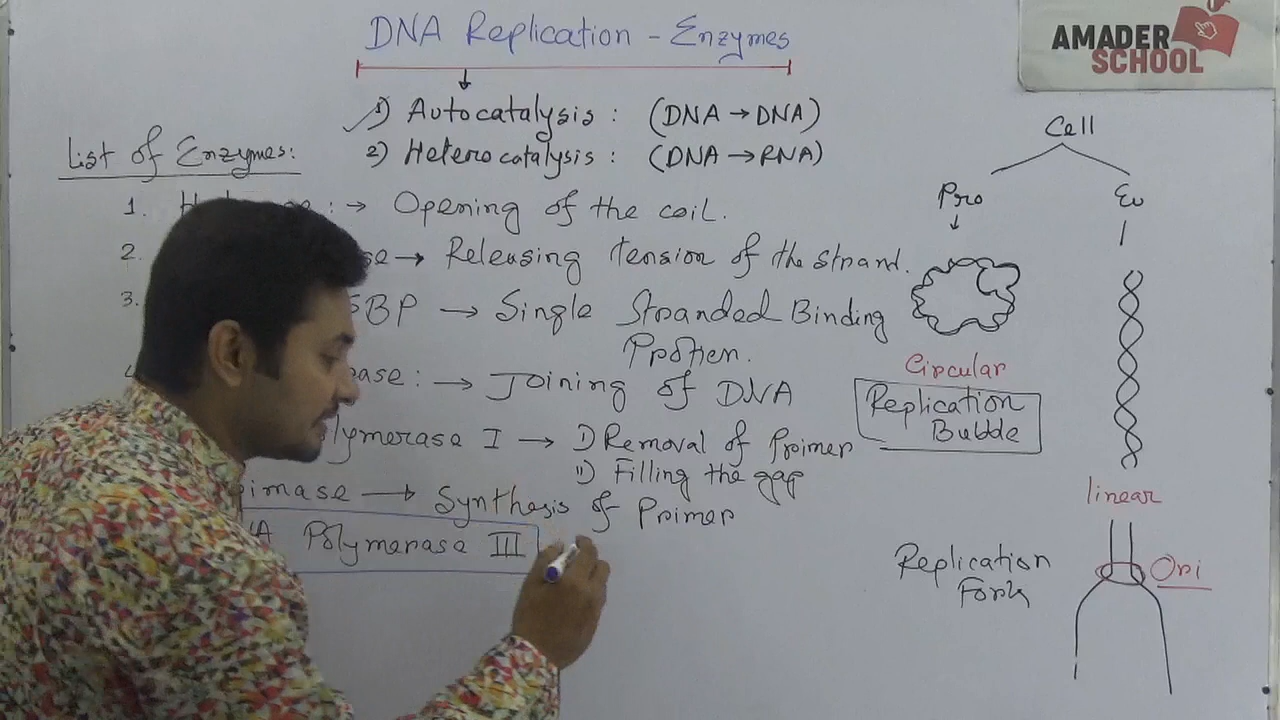 DNA Replication - Enzymes
1) Autocatalysis : (DNA → DNA)
2) Heterocatalysis : (DNA → RNA)
List of Enzymes:
1. : → Opening of the coil.
2. se → Releasing tension of the strand.
3. SBP → Single Stranded Binding
Protien.
ase: → Joining of DNA
lymerase I → i) Removal of Primer
ii) Filling the gap
imase → Synthesis of Primer
A Polymerase III
AMADER
SCHOOL
Cell
Pro
Eu
Circular
Replication
Bubble
linear
Replication
Fork
Ori